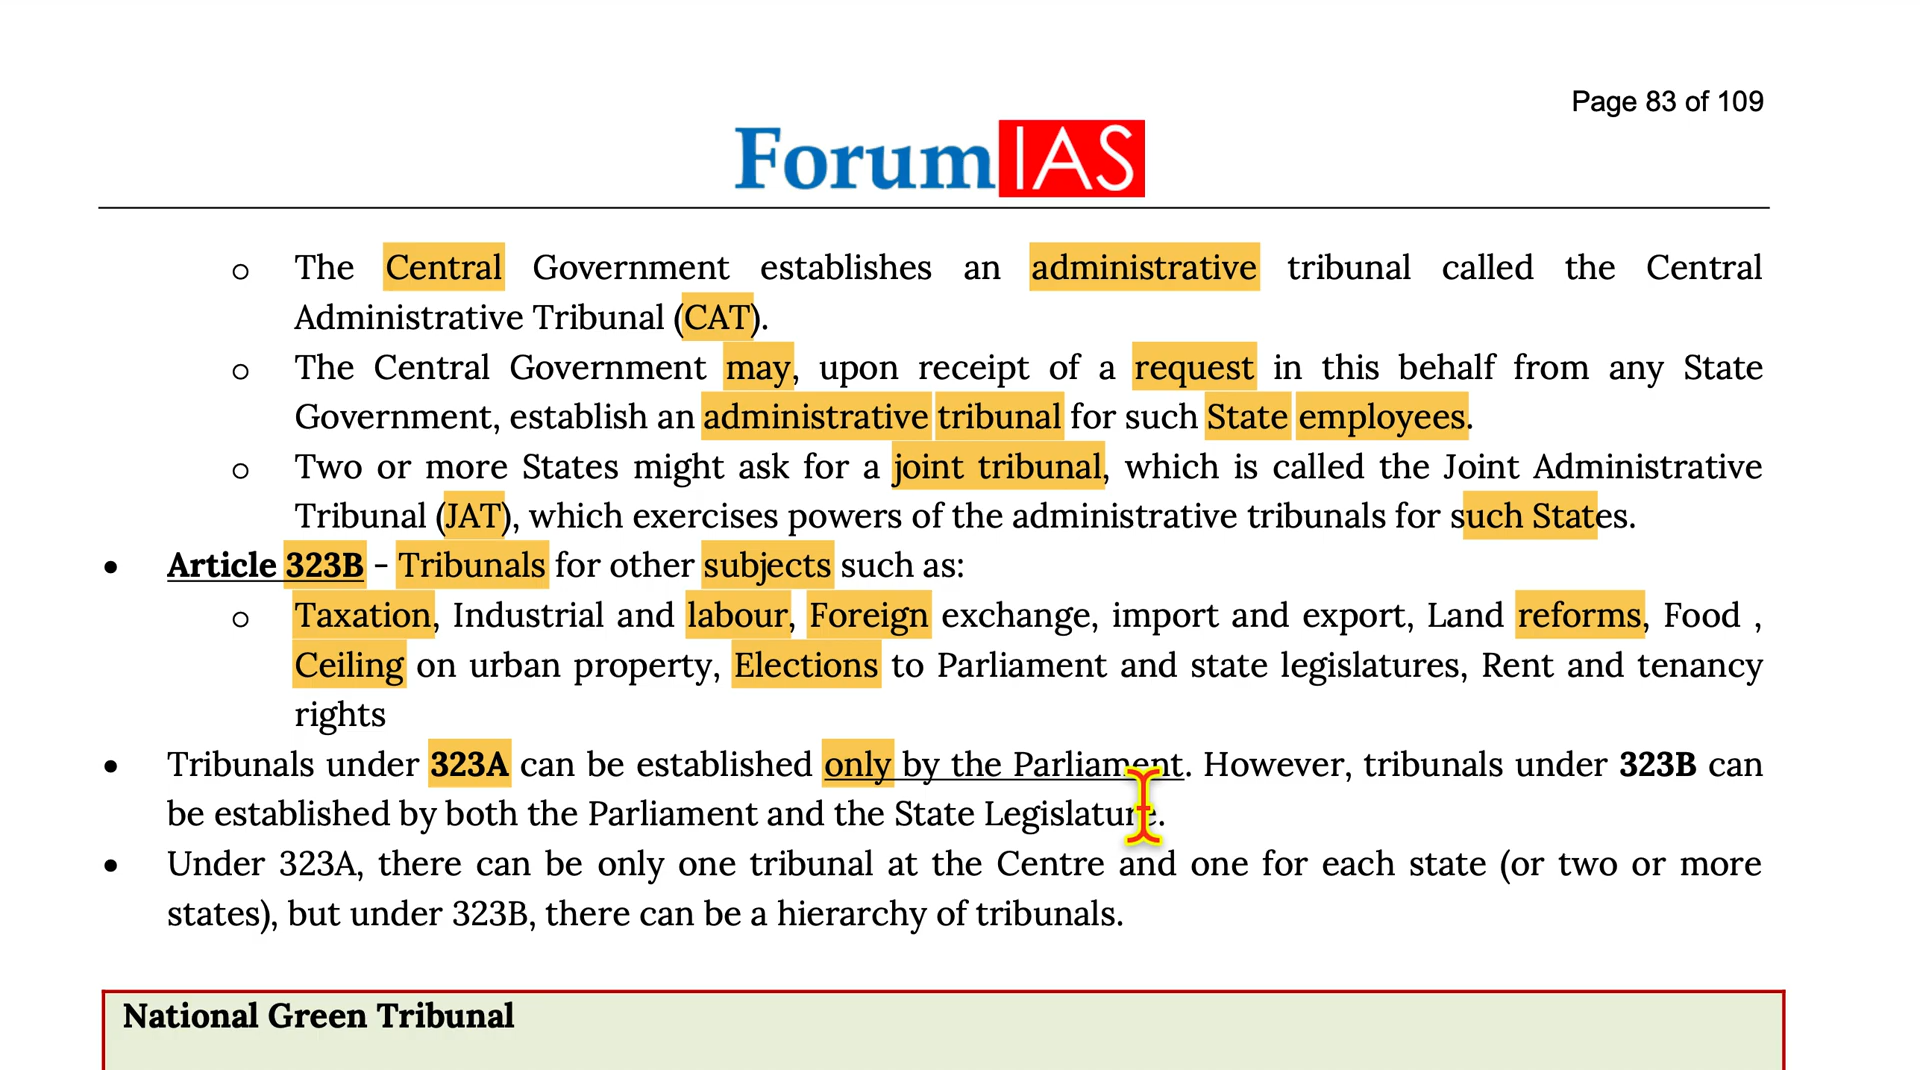 Page 83 of 109
ForumIAS
o The Central Government establishes an administrative tribunal called the Central
Administrative Tribunal (CAT).
o The Central Government may, upon receipt of a request in this behalf from any State
Government, establish an administrative tribunal for such State employees.
o Two or more States might ask for a joint tribunal, which is called the Joint Administrative
Tribunal (JAT), which exercises powers of the administrative tribunals for such States.
• Article 323B - Tribunals for other subjects such as:
o Taxation, Industrial and labour, Foreign exchange, import and export, Land reforms, Food ,
Ceiling on urban property, Elections to Parliament and state legislatures, Rent and tenancy
rights
• Tribunals under 323A can be established only by the Parliament. However, tribunals under 323B can
be established by both the Parliament and the State Legislature.
• Under 323A, there can be only one tribunal at the Centre and one for each state (or two or more
states), but under 323B, there can be a hierarchy of tribunals.
National Green Tribunal